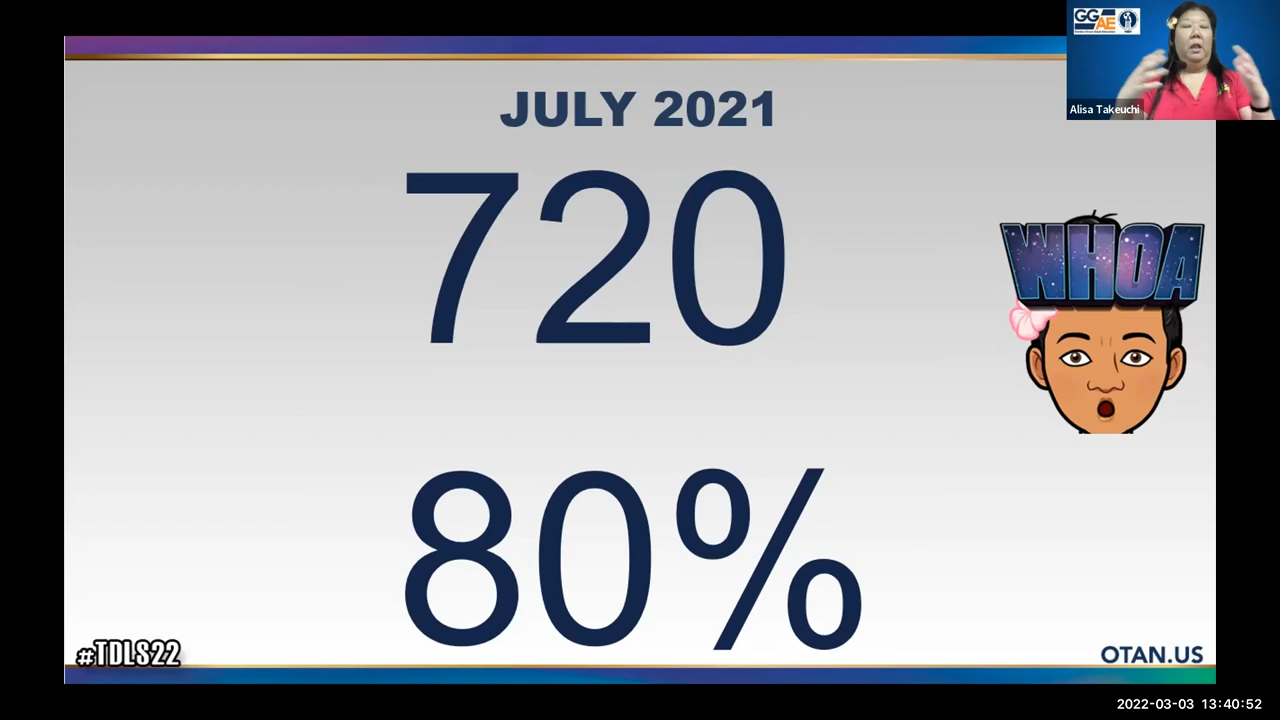 JULY 2021
720
80%
WHOA
#TDLS22
OTAN.US
GG
AE
Alisa Takeuchi
2022-03-03 13:40:52